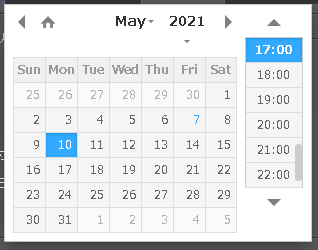 May 2021
Sun Mon Tue Wed Thu Fri Sat
25 26 27 28 29 30 1
2 3 4 5 6 7 8
9 10 11 12 13 14 15
16 17 18 19 20 21 22
23 24 25 26 27 28 29
30 31 1 2 3 4 5
17:00
18:00
19:00
20:00
21:00
22:00